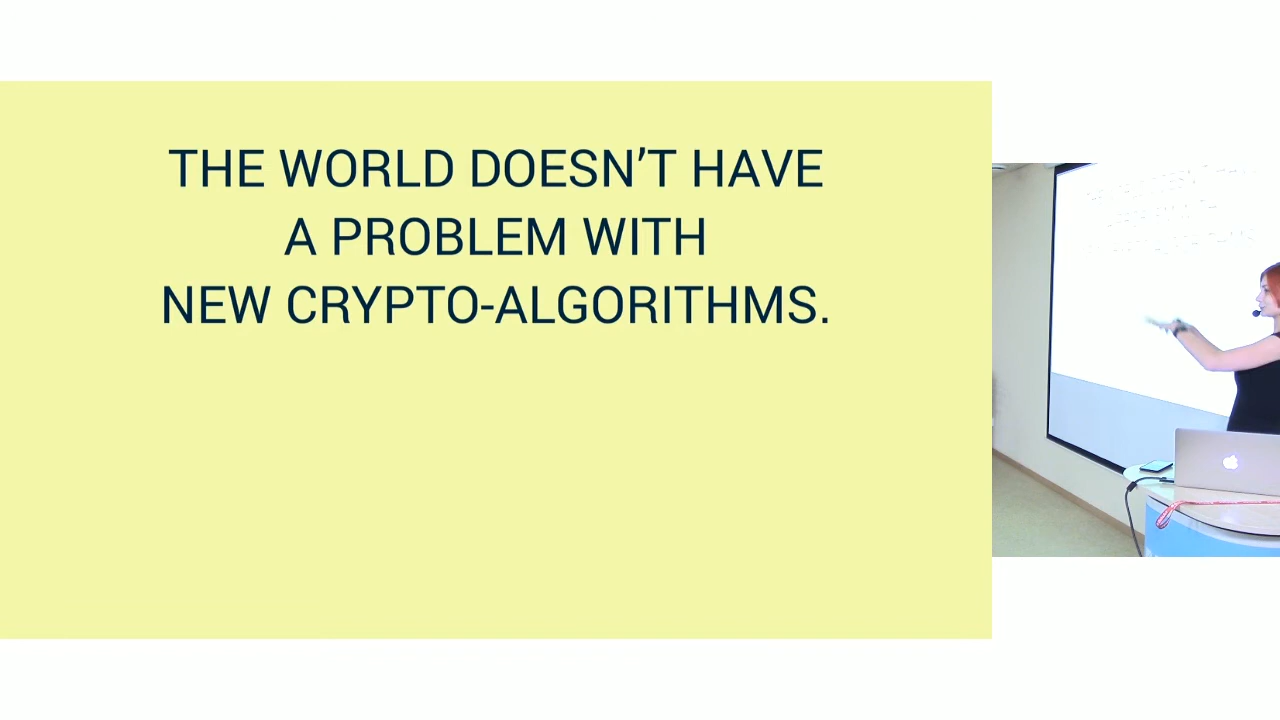 THE WORLD DOESN’T HAVE
A PROBLEM WITH
NEW CRYPTO-ALGORITHMS.